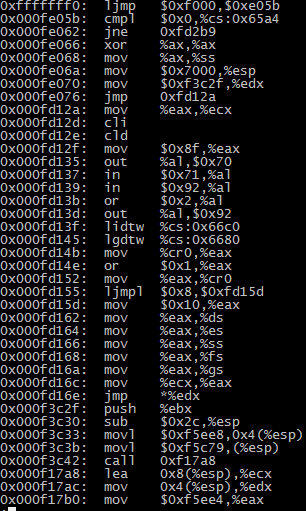 0xfffffff0: ljmp $0xf000,$0xe05b
0x000fe05b: cmpl $0x0,%cs:0x65a4
0x000fe062: jne 0xfd2b9
0x000fe066: xor %ax,%ax
0x000fe068: mov %ax,%ss
0x000fe06a: mov $0x7000,%esp
0x000fe070: mov $0xf3c2f,%edx
0x000fe076: jmp 0xfd12a
0x000fd12a: mov %eax,%ecx
0x000fd12d: cli
0x000fd12e: cld
0x000fd12f: mov $0x8f,%eax
0x000fd135: out %al,$0x70
0x000fd137: in $0x71,%al
0x000fd139: in $0x92,%al
0x000fd13b: or $0x2,%al
0x000fd13d: out %al,$0x92
0x000fd13f: lidtw %cs:0x66c0
0x000fd145: lgdtw %cs:0x6680
0x000fd14b: mov %cr0,%eax
0x000fd14e: or $0x1,%eax
0x000fd152: mov %eax,%cr0
0x000fd155: ljmpl $0x8,$0xfd15d
0x000fd15d: mov $0x10,%eax
0x000fd162: mov %eax,%ds
0x000fd164: mov %eax,%es
0x000fd166: mov %eax,%ss
0x000fd168: mov %eax,%fs
0x000fd16a: mov %eax,%gs
0x000fd16c: mov %ecx,%eax
0x000fd16e: jmp *%edx
0x000f3c2f: push %ebx
0x000f3c30: sub $0x2c,%esp
0x000f3c33: movl $0xf5ee8,0x4(%esp)
0x000f3c3b: movl $0xf5c79,(%esp)
0x000f3c42: call 0xf17a8
0x000f17a8: lea 0x8(%esp),%ecx
0x000f17ac: mov 0x4(%esp),%edx
0x000f17b0: mov $0xf5ee4,%eax